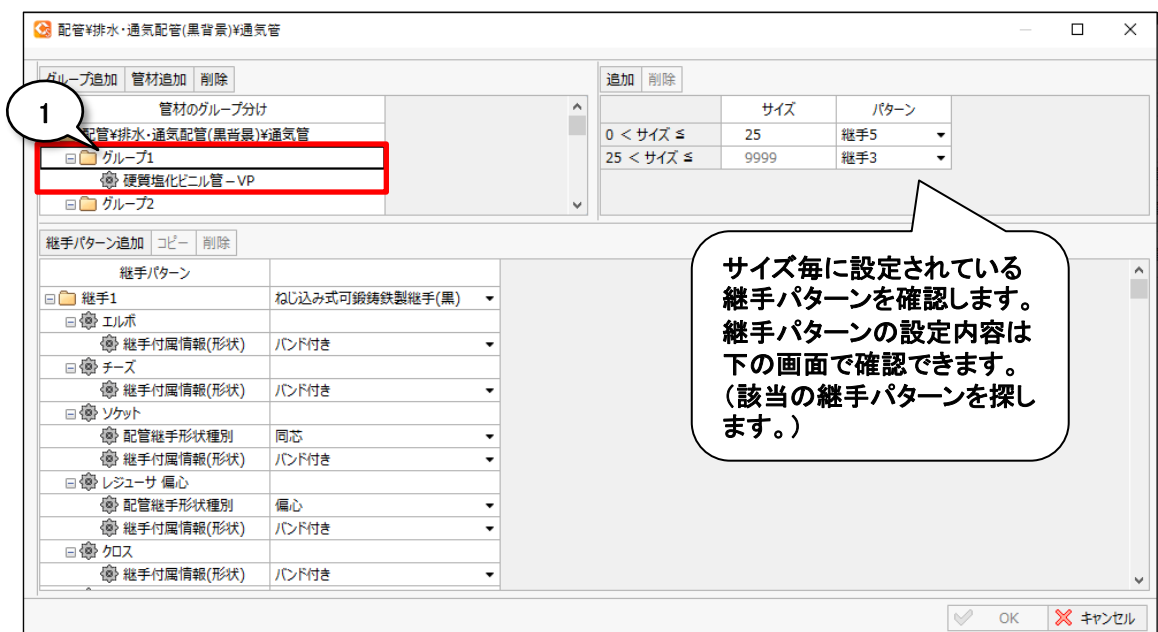 配管¥排水・通気配管(黒背景)¥通気管
グループ追加 管材追加 削除
追加 削除
1
管材のグループ分け
サイズ パターン
配管¥排水・通気配管(黒背景)¥通気管
0 < サイズ ≦ 25 継手5
グループ1
25 < サイズ ≦ 9999 継手3
硬質塩化ビニル管 – VP
グループ2
継手パターン追加 コピー 削除
継手パターン
継手1 ねじ込み式可鍛鋳鉄製継手(黒)
エルボ
継手付属情報(形状) バンド付き
チーズ
継手付属情報(形状) バンド付き
ソケット
配管継手形状種別 同芯
継手付属情報(形状) バンド付き
レジューサ 偏心
配管継手形状種別 偏心
継手付属情報(形状) バンド付き
クロス
継手付属情報(形状) バンド付き
サイズ毎に設定されている
継手パターンを確認します。
継手パターンの設定内容は
下の画面で確認できます。
（該当の継手パターンを探し
ます。）
OK キャンセル